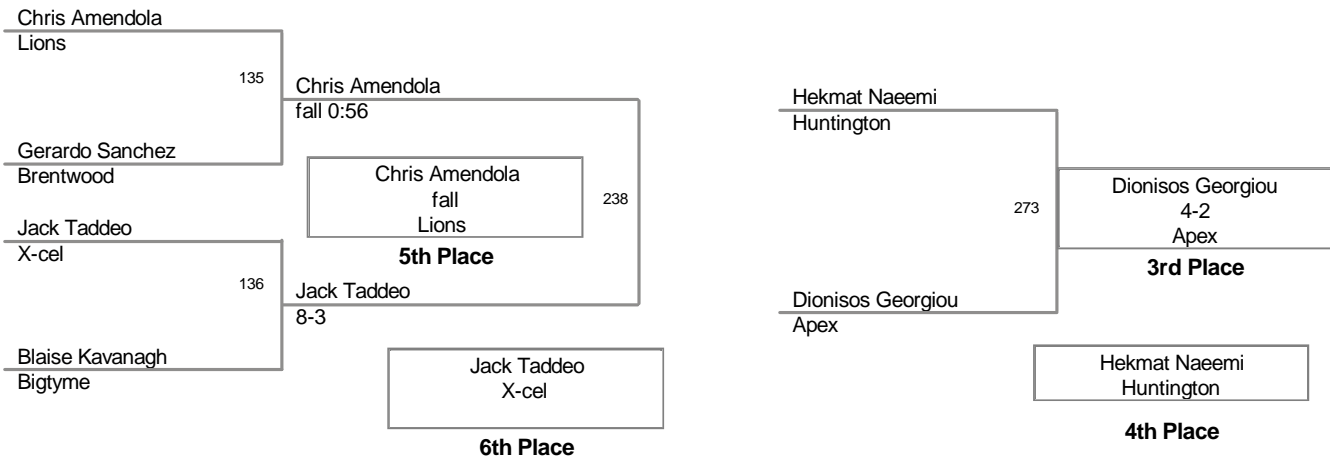 Chris Amendola
Lions
135
Chris Amendola
fall 0:56
Gerardo Sanchez
Brentwood
Chris Amendola
fall
Lions
5th Place
238
Jack Taddeo
X-cel
136
Jack Taddeo
8-3
Blaise Kavanagh
Bigtyme
Jack Taddeo
X-cel
6th Place
Hekmat Naeemi
Huntington
273
Dionisos Georgiou
4-2
Apex
3rd Place
Dionisos Georgiou
Apex
Hekmat Naeemi
Huntington
4th Place